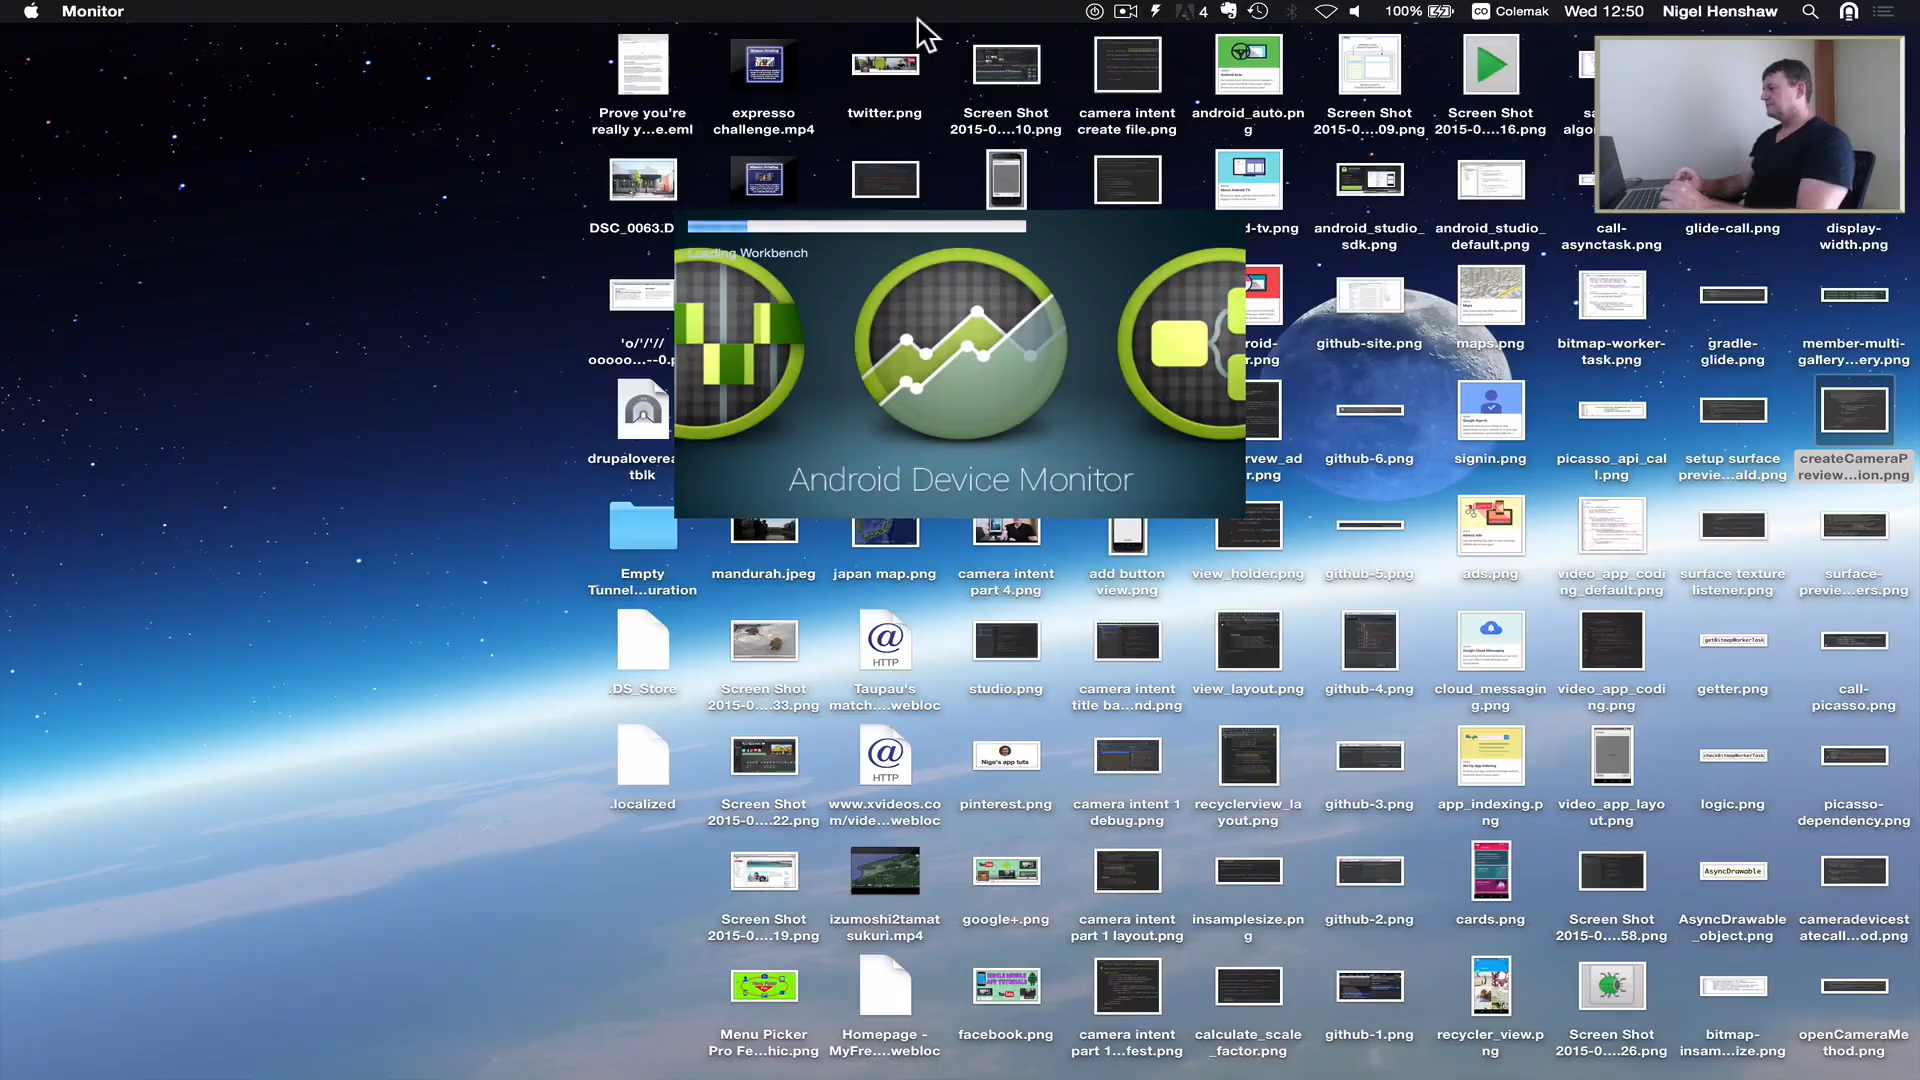 Monitor
4
100%
CO Colemak
Wed 12:50
Nigel Henshaw
Prove you're
really y...e.eml
expresso
challenge.mp4
twitter.png
Screen Shot
2015-0....10.png
camera intent
create file.png
android_auto.pn
g
Screen Shot
2015-0....09.png
Screen Shot
2015-0....16.png
DSC_0063.D
d-tv.png
android_studio_
sdk.png
android_studio_
default.png
call-
asynctask.png
glide-call.png
display-
width.png
Loading Workbench
Android Device Monitor
'o/'/'//
ooooo...--0.p
github-site.png
maps.png
bitmap-worker-
task.png
gradle-
glide.png
member-multi-
gallery...ery.png
drupaloverea
tblk
github-6.png
signin.png
picasso_api_cal
l.png
setup surface
previe...ald.png
createCameraP
review...ion.png
Empty
Tunnel...uration
mandurah.jpeg
japan map.png
camera intent
part 4.png
add button
view.png
view_holder.png
github-5.png
ads.png
video_app_codi
ng_default.png
surface texture
listener.png
surface-
previe...ers.png
.DS_Store
Screen Shot
2015-0....33.png
@
HTTP
Taupau's
match....webloc
studio.png
camera intent
title ba...nd.png
view_layout.png
github-4.png
cloud_messagin
g.png
video_app_codi
ng.png
getBitmapWorkerTask
getter.png
call-
picasso.png
.localized
Screen Shot
2015-0....22.png
@
HTTP
www.xvideos.co
m/vide...webloc
Nige's app tuts
pinterest.png
camera intent 1
debug.png
recyclerview_la
yout.png
github-3.png
app_indexing.p
ng
video_app_layo
out.png
checkBitmapWorkerTask
logic.png
picasso-
dependency.png
Screen Shot
2015-0....19.png
izumoshi2tamat
sukuri.mp4
google+.png
camera intent
part 1 layout.png
insamplesize.pn
g
github-2.png
cards.png
Screen Shot
2015-0....58.png
AsyncDrawable
AsyncDrawable
_object.png
cameradevicest
atecall...od.png
Menu Picker
Pro Fe...hic.png
Homepage -
MyFre....webloc
facebook.png
camera intent
part 1...fest.png
calculate_scale
_factor.png
github-1.png
recycler_view.p
ng
Screen Shot
2015-0....26.png
bitmap-
insam...ize.png
openCameraMe
thod.png